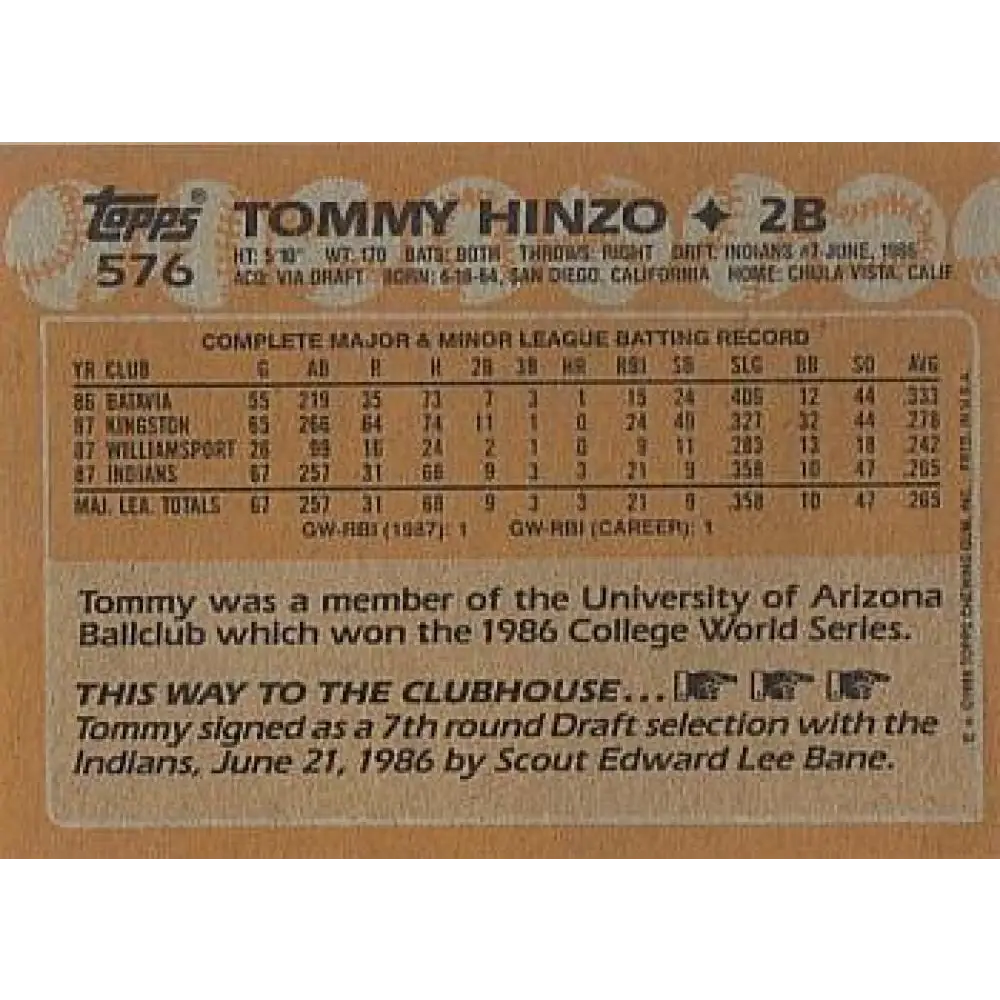 topps® TOMMY HINZO ✦ 2B
576 HT: 5'10" WT: 170 BATS: BOTH THROWS: RIGHT DRFT: INDIANS #7-JUNE, 1986
ACQ: VIA DRAFT BORN: 6-18-64, SAN DIEGO, CALIFORNIA HOME: CHULA VISTA, CALIF.
COMPLETE MAJOR & MINOR LEAGUE BATTING RECORD
YR CLUB G AB R H 2B 3B HR RBI SB SLG BB SO AVG
86 BATAVIA 55 219 35 73 7 3 1 15 24 .406 12 44 .333
87 KINGSTON 65 266 64 74 11 1 0 24 40 .327 32 44 .278
87 WILLIAMSPORT 26 99 16 24 2 1 0 9 11 .283 13 18 .242
87 INDIANS 67 257 31 68 9 3 3 21 9 .358 10 47 .265
MAJ. LEA. TOTALS 67 257 31 68 9 3 3 21 9 .358 10 47 .265
GW-RBI (1987): 1 GW-RBI (CAREER): 1
Tommy was a member of the University of Arizona
Ballclub which won the 1986 College World Series.
THIS WAY TO THE CLUBHOUSE...
Tommy signed as a 7th round Draft selection with the
Indians, June 21, 1986 by Scout Edward Lee Bane.
©1988 TOPPS CHEWING GUM, INC. PRTD. IN U.S.A.